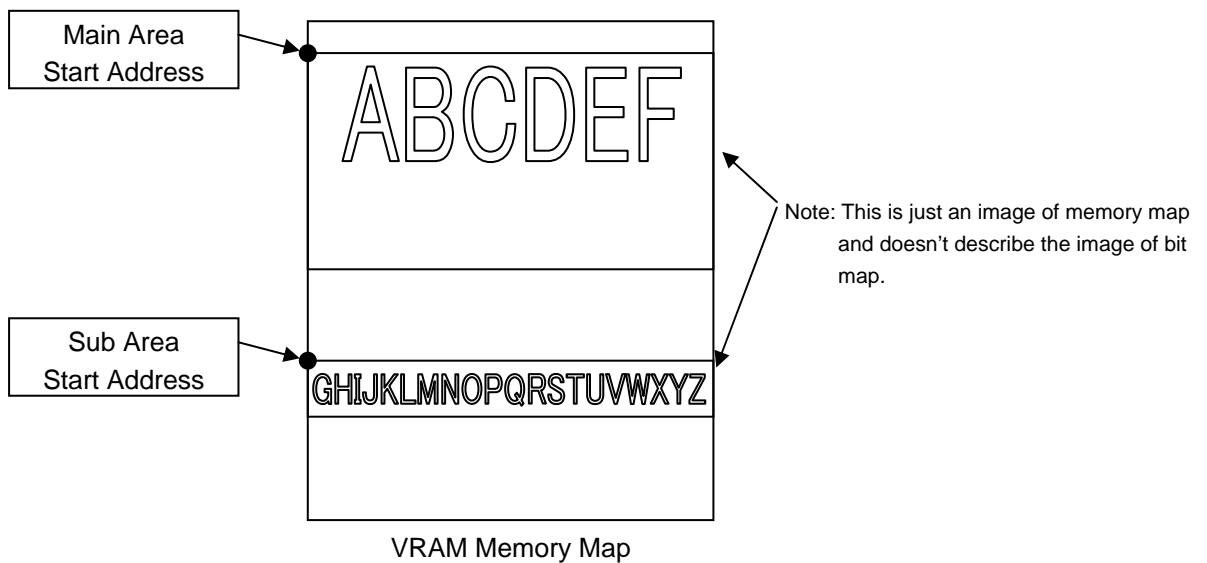 Main Area
Start Address
ABCDEF
Note: This is just an image of memory map
and doesn't describe the image of bit
map.
Sub Area
Start Address
GHIJKLMNOPQRSTUVWXYZ
VRAM Memory Map